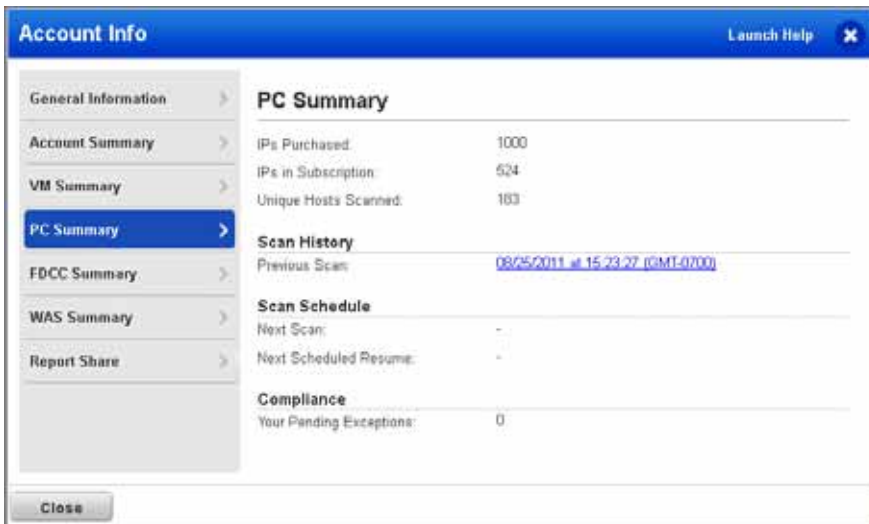 Account Info
Launch Help
General Information
Account Summary
VM Summary
PC Summary
FDCC Summary
WAS Summary
Report Share
PC Summary
IPs Purchased: 1000
IPs in Subscription: 524
Unique Hosts Scanned: 183
Scan History
Previous Scan: 08/25/2011 at 15:23:27 (GMT-0700)
Scan Schedule
Next Scan: -
Next Scheduled Resume: -
Compliance
Your Pending Exceptions: 0
Close